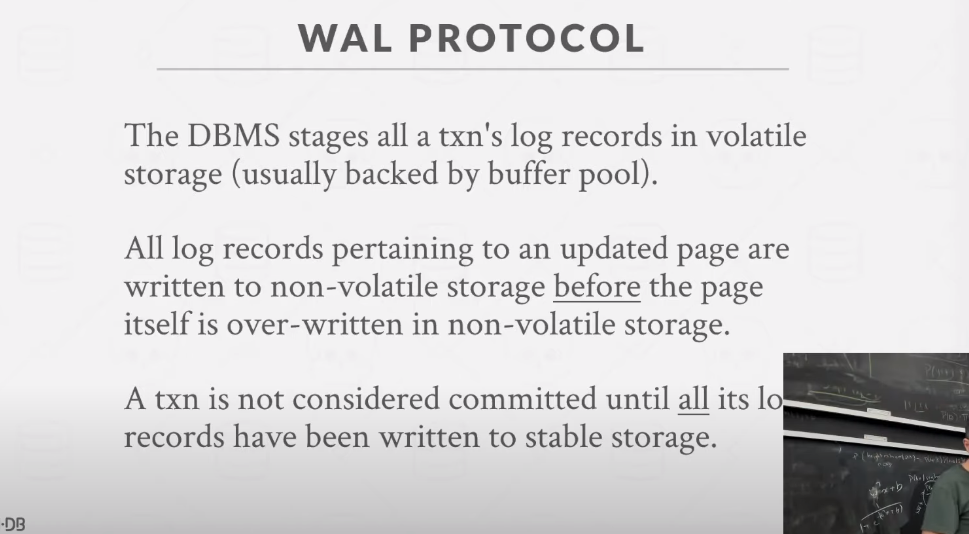 WAL PROTOCOL
The DBMS stages all a txn's log records in volatile
storage (usually backed by buffer pool).
All log records pertaining to an updated page are
written to non-volatile storage before the page
itself is over-written in non-volatile storage.
A txn is not considered committed until all its lo
records have been written to stable storage.
·DB